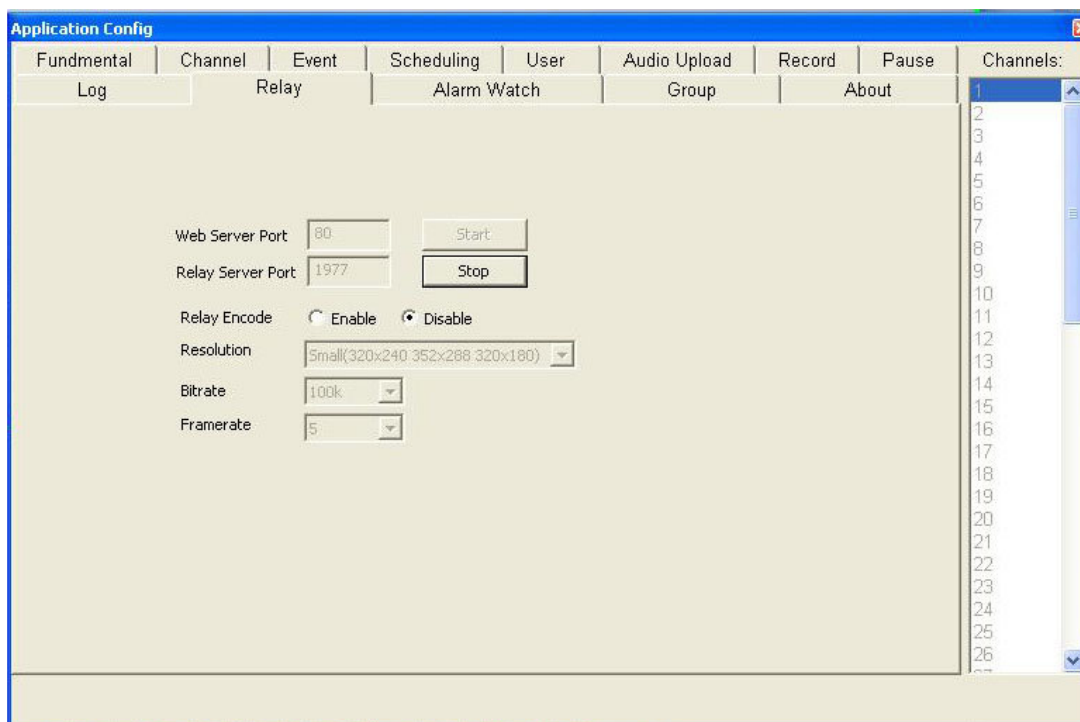 Application Config
Fundmental Channel Event Scheduling User Audio Upload Record Pause Channels:
Log Relay Alarm Watch Group About
Web Server Port 80 Start
Relay Server Port 1977 Stop
Relay Encode Enable Disable
Resolution Small(320x240 352x288 320x180)
Bitrate 100k
Framerate 5
1
2
3
4
5
6
7
8
9
10
11
12
13
14
15
16
17
18
19
20
21
22
23
24
25
26